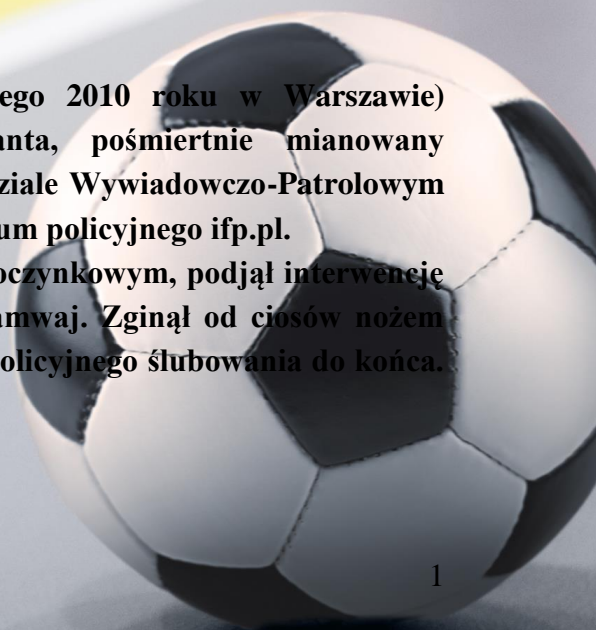 ego 2010 roku w Warszawie)
anta, pośmiertnie mianowany
ziale Wywiadowczo-Patrolowym
um policyjnego ifp.pl.
oczynkowym, podjął interwencję
amwaj. Zginął od ciosów nożem
olicyjnego ślubowania do końca.
1